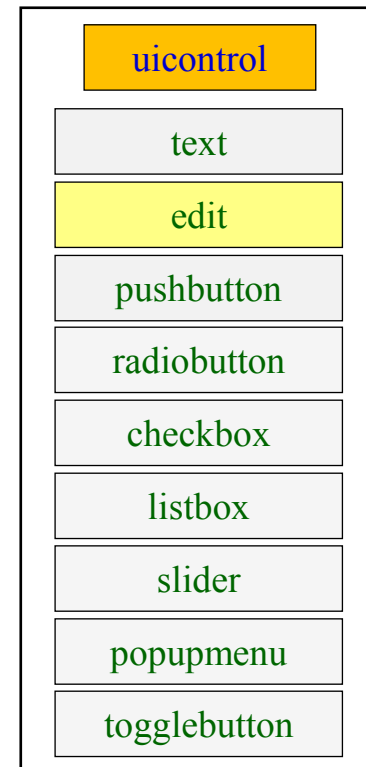 uicontrol
text
edit
pushbutton
radiobutton
checkbox
listbox
slider
popupmenu
togglebutton